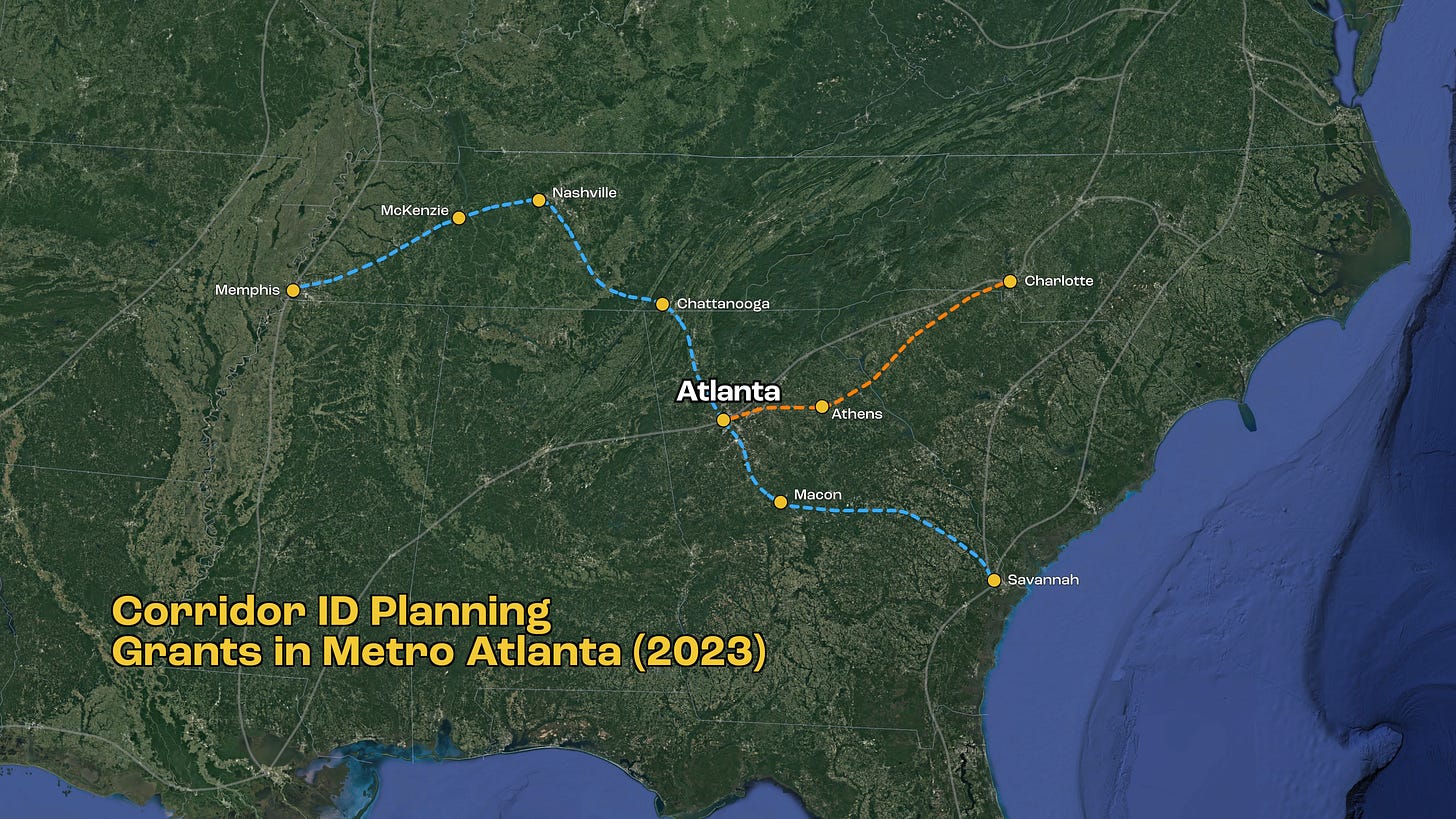 Nashville
McKenzie
Memphis
Chattanooga
Charlotte
Atlanta
Athens
Macon
Savannah
Corridor ID Planning
Grants in Metro Atlanta (2023)